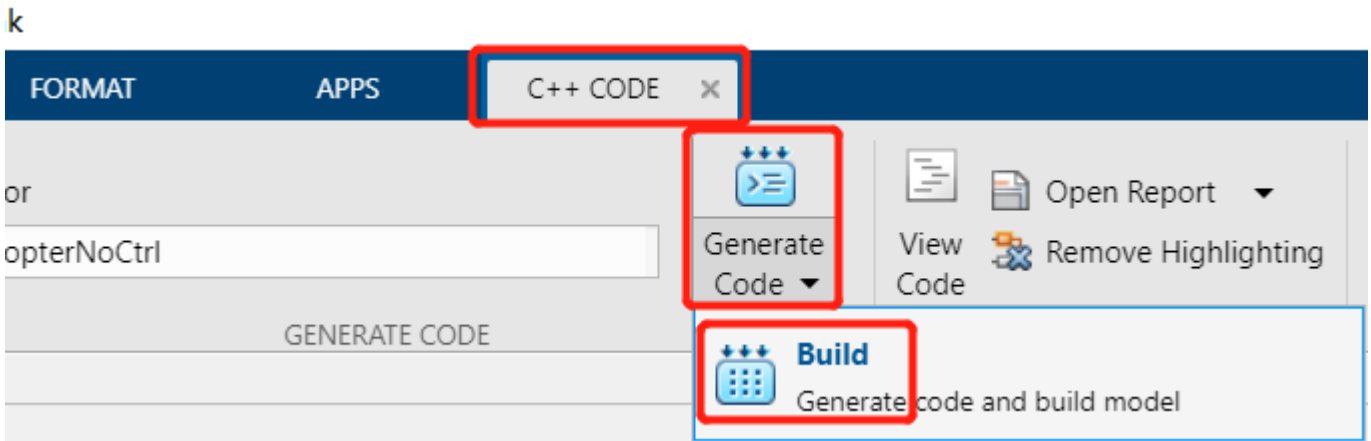 k
FORMAT APPS C++ CODE
or
opterNoCtrl
GENERATE CODE
Generate
Code
View
Code
Open Report
Remove Highlighting
Build
Generate code and build model